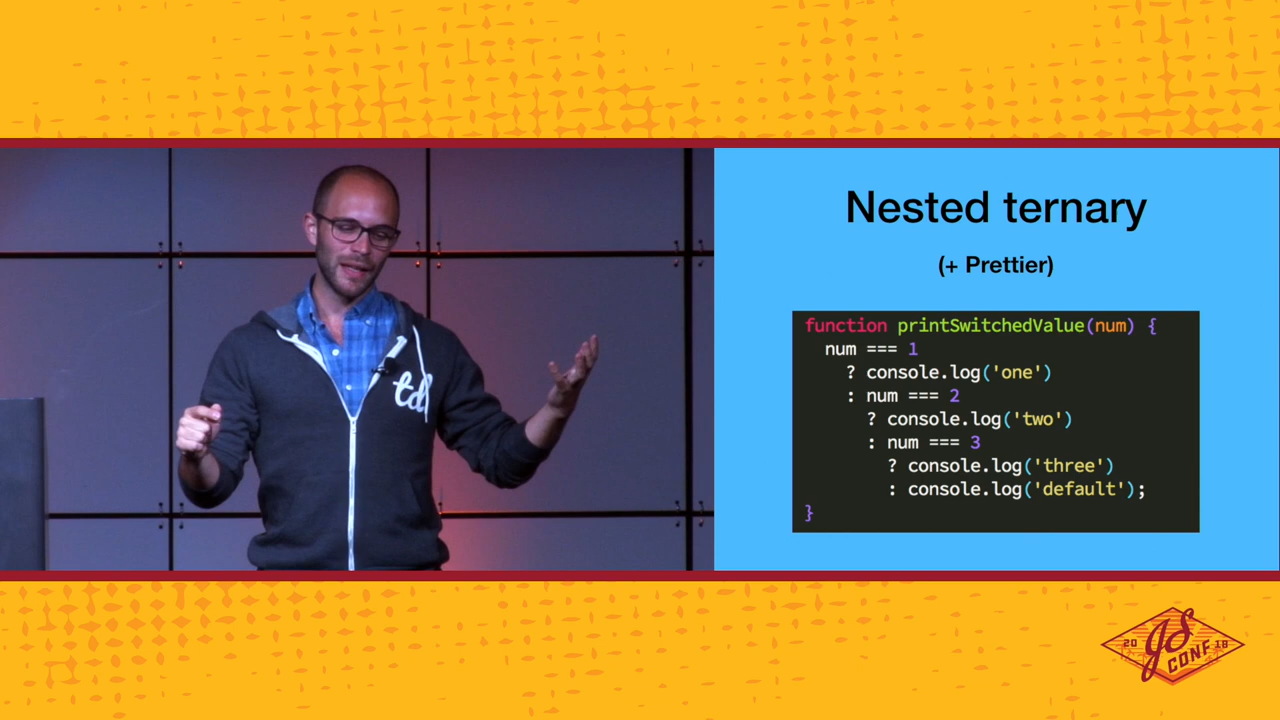 tdl
Nested ternary
(+ Prettier)
function printSwitchedValue(num) {
  num === 1
    ? console.log('one')
    : num === 2
      ? console.log('two')
      : num === 3
        ? console.log('three')
        : console.log('default');
}
20 JS 18
CONF